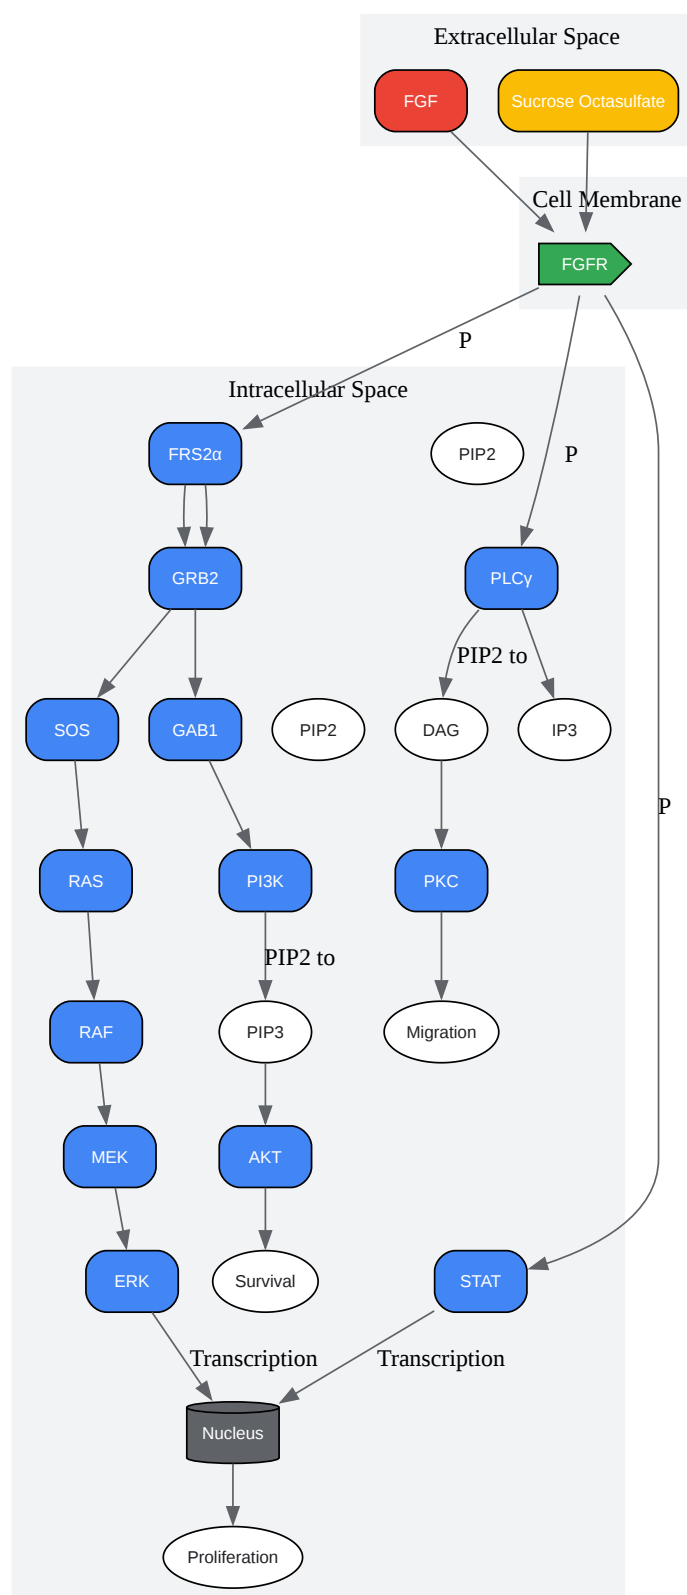 Extracellular Space
FGF
Sucrose Octasulfate
Cell Membrane
FGFR
P
Intracellular Space
FRS2α
PIP2
P
GRB2
PLCγ
PIP2 to
SOS
GAB1
PIP2
DAG
IP3
P
RAS
PI3K
PKC
PIP2 to
RAF
PIP3
Migration
MEK
AKT
ERK
Survival
STAT
Transcription
Transcription
Nucleus
Proliferation